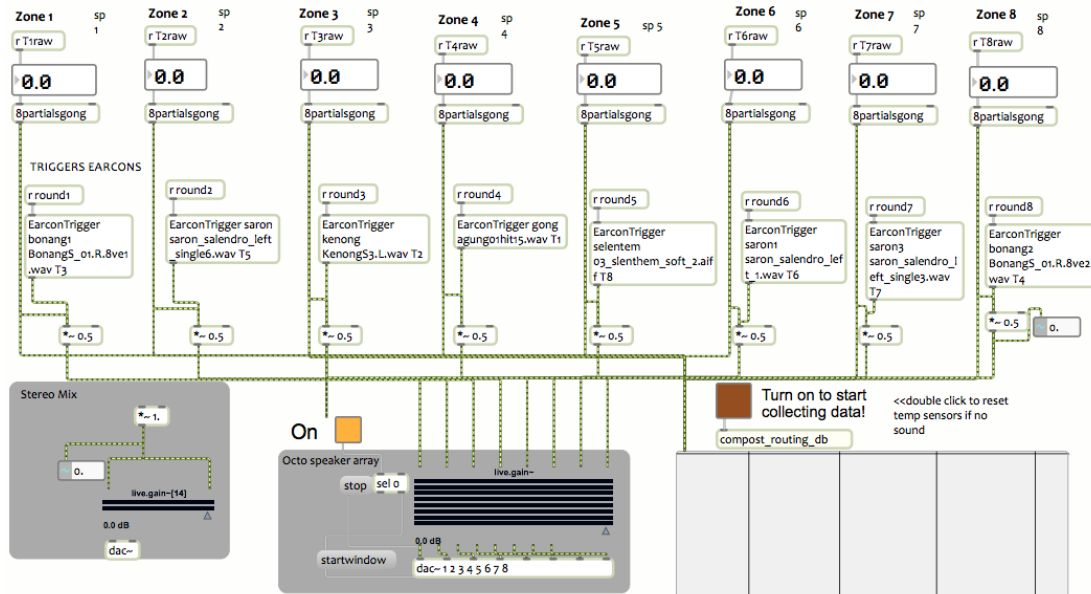 Zone 1
sp
1
r T1raw
0.0
8partialsgong
Zone 2
sp
2
r T2raw
0.0
8partialsgong
Zone 3
sp
3
r T3raw
0.0
8partialsgong
Zone 4
sp
4
r T4raw
0.0
8partialsgong
Zone 5
sp 5
r T5raw
0.0
8partialsgong
Zone 6
sp
6
r T6raw
0.0
8partialsgong
Zone 7
sp
7
r T7raw
0.0
8partialsgong
Zone 8
sp
8
r T8raw
0.0
8partialsgong
TRIGGERS EARCONS
r round1
EarconTrigger
bonang1
BonangS_01.R.8ve1
.wav T3
*~ 0.5
r round2
EarconTrigger saron
saron_salendro_left
_single6.wav T5
*~ 0.5
r round3
EarconTrigger
kenong
KenongS3.L.wav T2
*~ 0.5
r round4
EarconTrigger gong
agung01hit15.wav T1
*~ 0.5
r round5
EarconTrigger
selentem
03_slenthem_soft_2.aif
f T8
*~ 0.5
r round6
EarconTrigger
saron1
saron_salendro_lef
t_1.wav T6
*~ 0.5
r round7
EarconTrigger
saron3
saron_salendro_l
eft_single3.wav
T7
*~ 0.5
r round8
EarconTrigger
bonang2
BonangS_01.R.8ve2.
wav T4
*~ 0.5
0.
Stereo Mix
*~ 1.
0.
live.gain~[14]
0.0 dB
dac~
On
Octo speaker array
stop
sel 0
live.gain~
0.0 dB
startwindow
dac~ 1 2 3 4 5 6 7 8
Turn on to start
collecting data!
compost_routing_db
<<double click to reset
temp sensors if no
sound